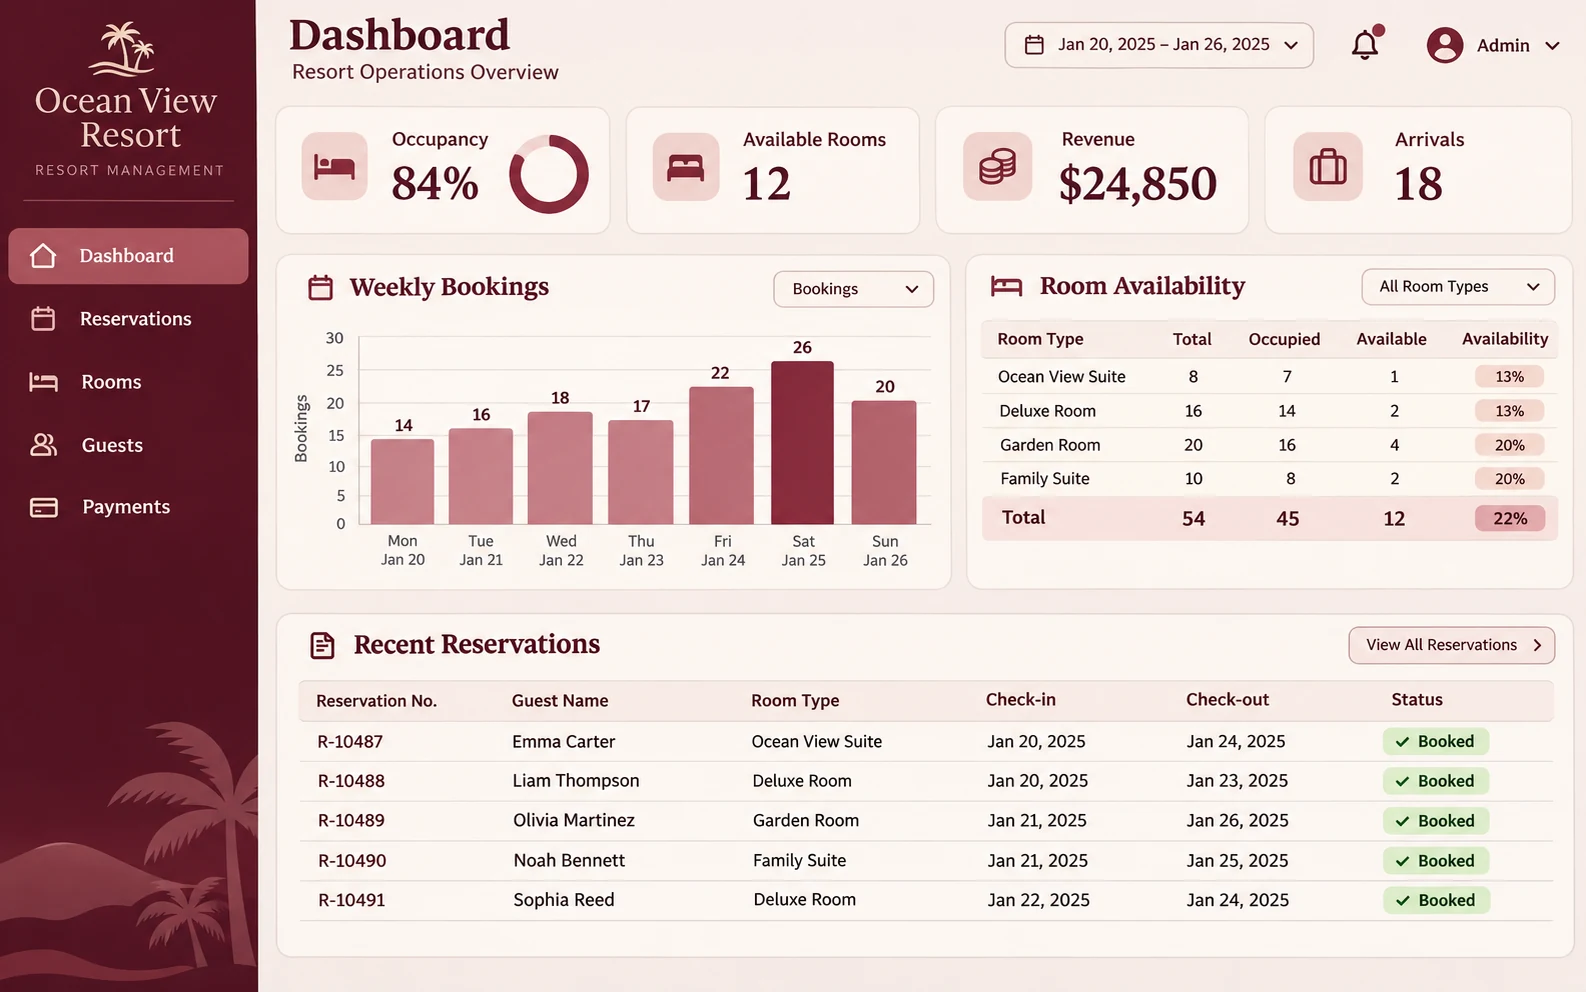 Ocean View
Resort
RESORT MANAGEMENT
Dashboard
Reservations
Rooms
Guests
Payments
Dashboard
Resort Operations Overview
Jan 20, 2025 – Jan 26, 2025
Admin
Occupancy
84%
Available Rooms
12
Revenue
$24,850
Arrivals
18
Weekly Bookings
Bookings
Bookings
30
25
20
15
10
5
0
14
16
18
17
22
26
20
Mon Tue Wed Thu Fri Sat Sun
Jan 20 Jan 21 Jan 22 Jan 23 Jan 24 Jan 25 Jan 26
Room Availability
All Room Types
Room Type Total Occupied Available Availability
Ocean View Suite 8 7 1 13%
Deluxe Room 16 14 2 13%
Garden Room 20 16 4 20%
Family Suite 10 8 2 20%
Total 54 45 12 22%
Recent Reservations
View All Reservations
Reservation No. Guest Name Room Type Check-in Check-out Status
R-10487 Emma Carter Ocean View Suite Jan 20, 2025 Jan 24, 2025 Booked
R-10488 Liam Thompson Deluxe Room Jan 20, 2025 Jan 23, 2025 Booked
R-10489 Olivia Martinez Garden Room Jan 21, 2025 Jan 26, 2025 Booked
R-10490 Noah Bennett Family Suite Jan 21, 2025 Jan 25, 2025 Booked
R-10491 Sophia Reed Deluxe Room Jan 22, 2025 Jan 24, 2025 Booked